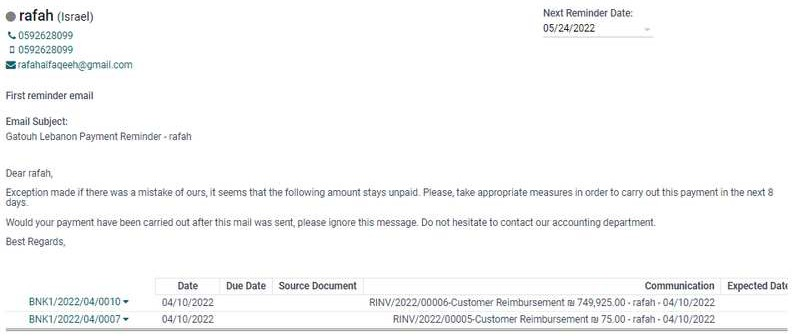 rafah (Israel)
Next Reminder Date:
05/24/2022
0592628099
0592628099
rafahalfaqeeh@gmail.com
First reminder email
Email Subject:
Gatouh Lebanon Payment Reminder - rafah
Dear rafah,
Exception made if there was a mistake of ours, it seems that the following amount stays unpaid. Please, take appropriate measures in order to carry out this payment in the next 8
days.
Would your payment have been carried out after this mail was sent, please ignore this message. Do not hesitate to contact our accounting department.
Best Regards,
Date Due Date Source Document Communication Expected Date
BNK1/2022/04/0010 04/10/2022 RINV/2022/00006-Customer Reimbursement ₪ 749,925.00 - rafah - 04/10/2022
BNK1/2022/04/0007 04/10/2022 RINV/2022/00005-Customer Reimbursement ₪ 75.00 - rafah - 04/10/2022